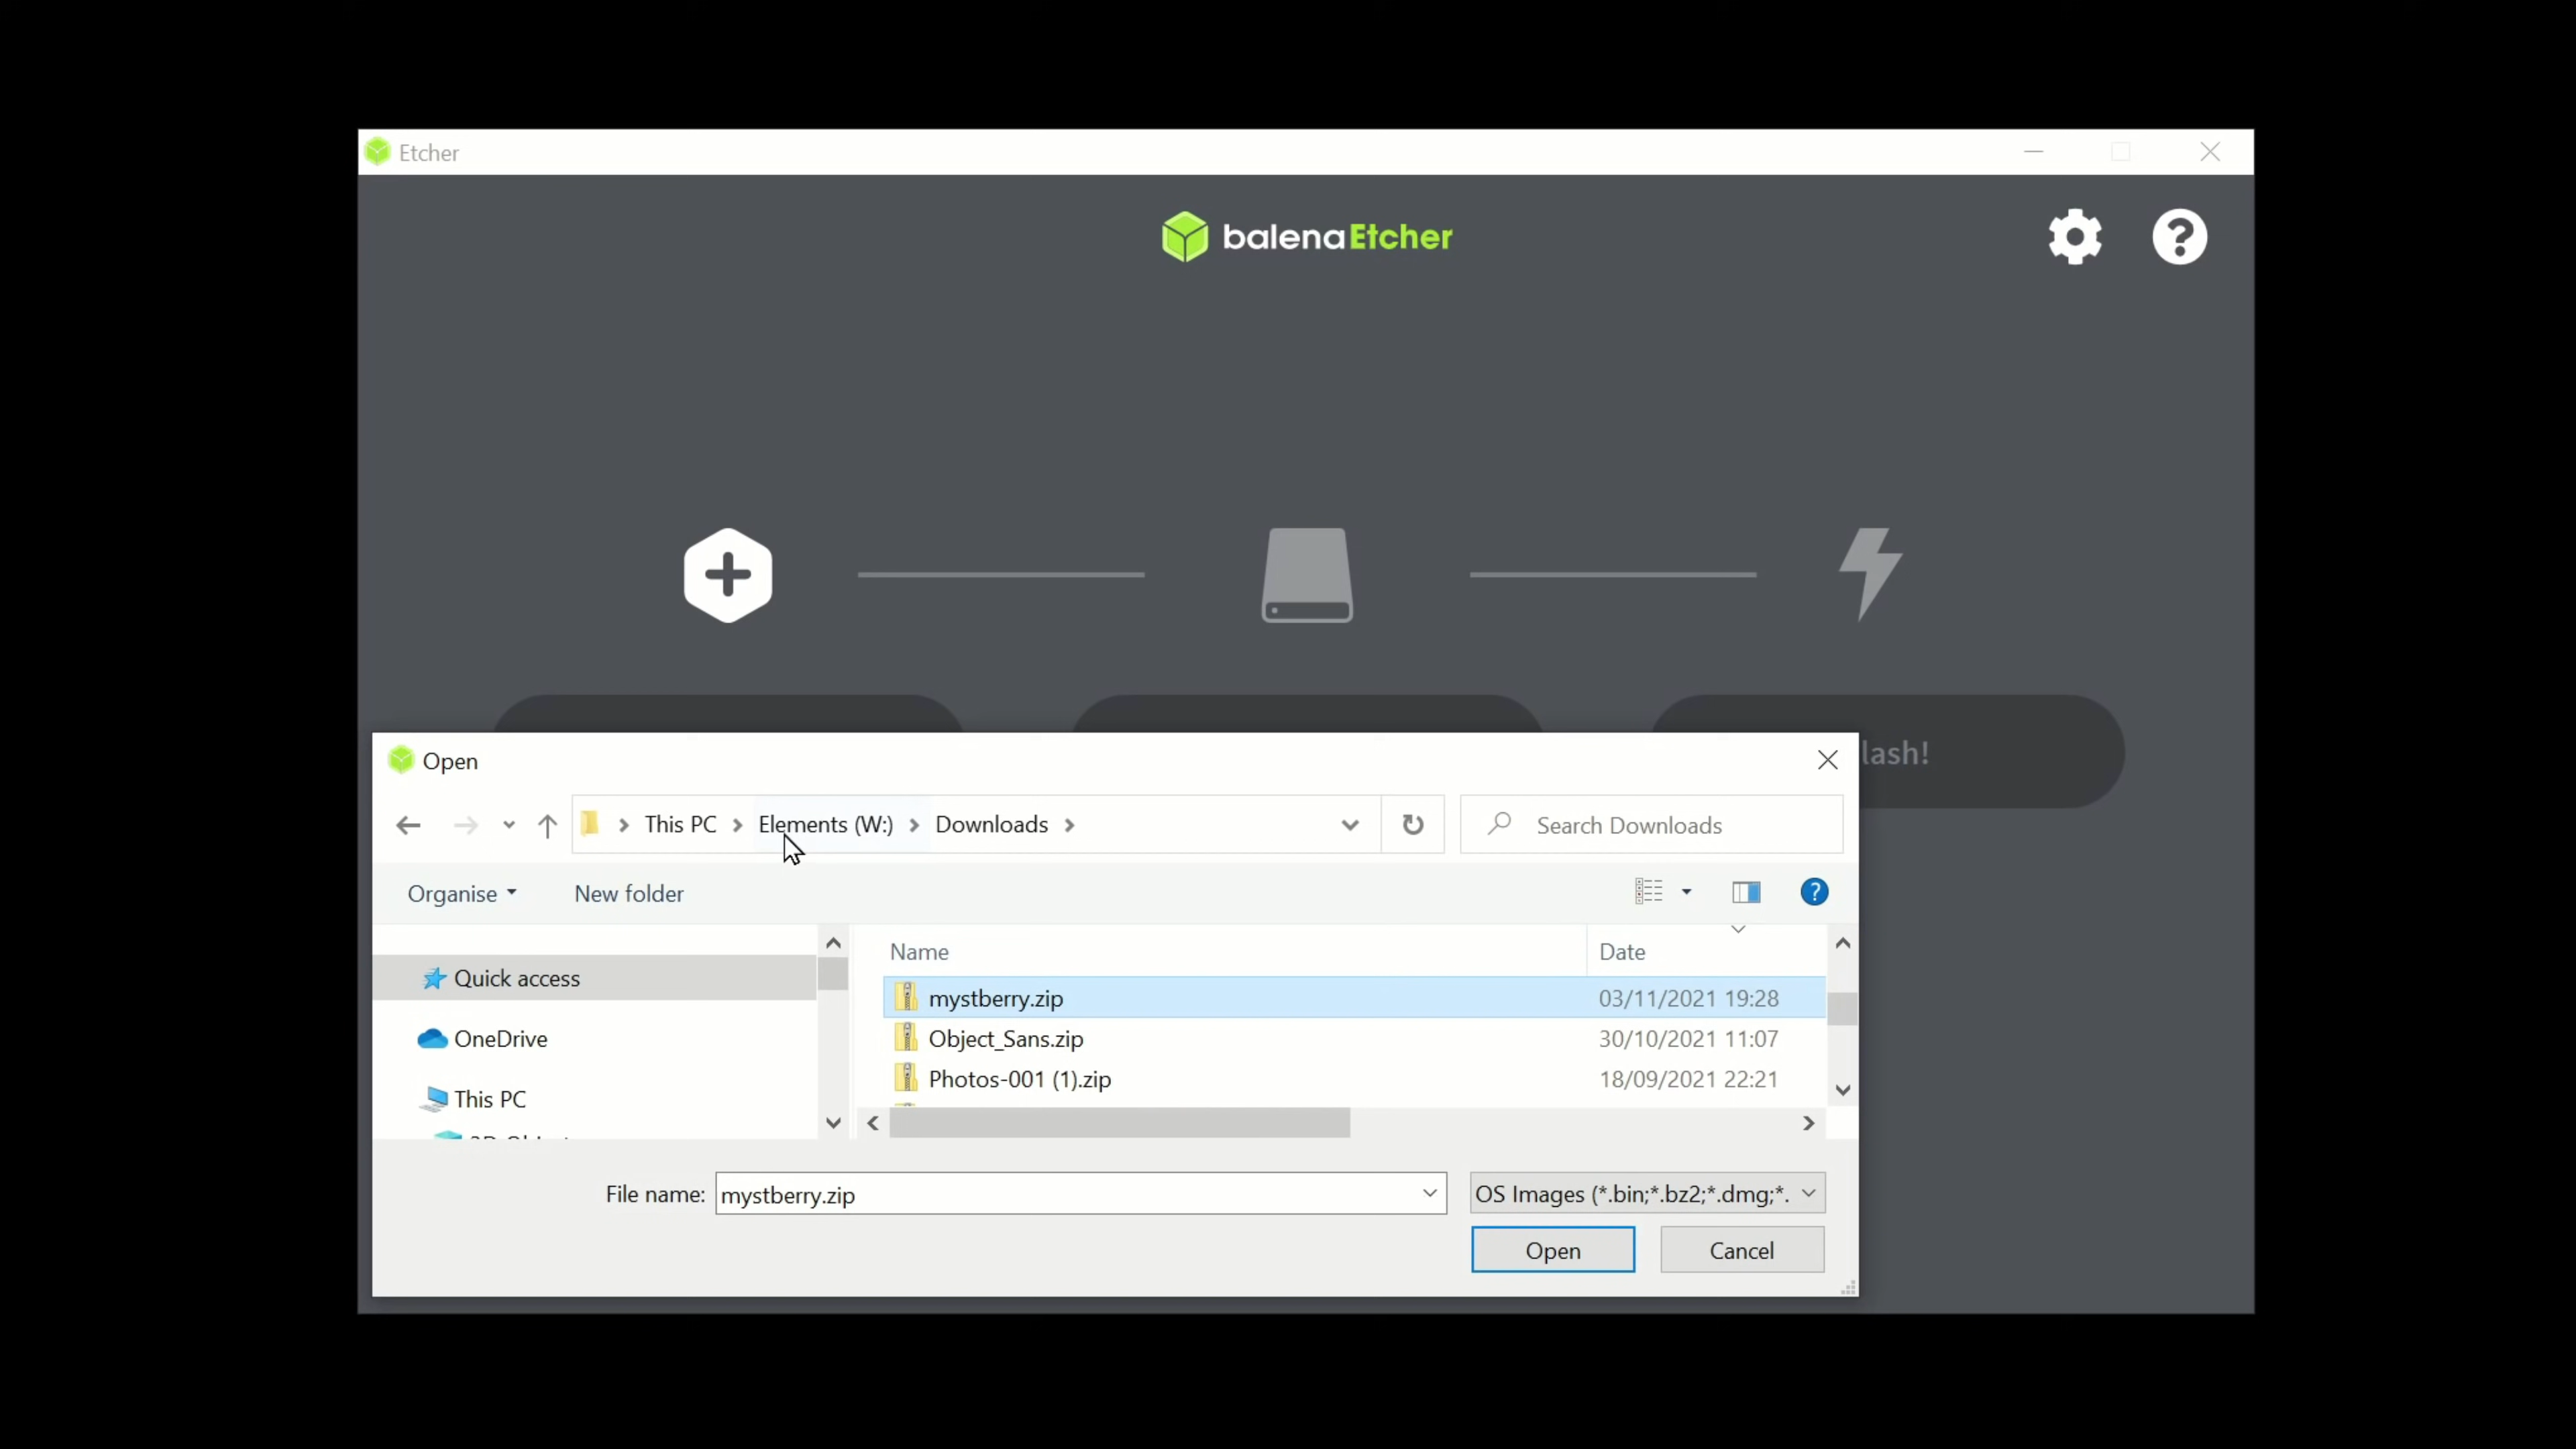 Etcher
balenaEtcher
lash!
Open
This PC Elements (W:) Downloads
Search Downloads
Organise New folder
Quick access
OneDrive
This PC
Name Date
mystberry.zip 03/11/2021 19:28
Object_Sans.zip 30/10/2021 11:07
Photos-001 (1).zip 18/09/2021 22:21
File name: mystberry.zip OS Images (*.bin;*.bz2;*.dmg;*.
Open Cancel